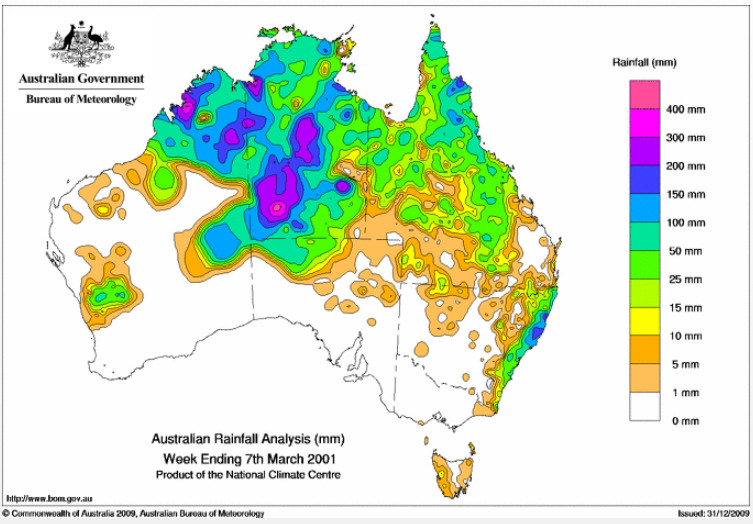 Australian Government
Bureau of Meteorology
Rainfall (mm)
400 mm
300 mm
200 mm
150 mm
100 mm
50 mm
25 mm
15 mm
10 mm
5 mm
1 mm
0 mm
Australian Rainfall Analysis (mm)
Week Ending 7th March 2001
Product of the National Climate Centre
http://www.bom.gov.au
© Commonwealth of Australia 2009, Australian Bureau of Meteorology
Issued: 31/12/2009